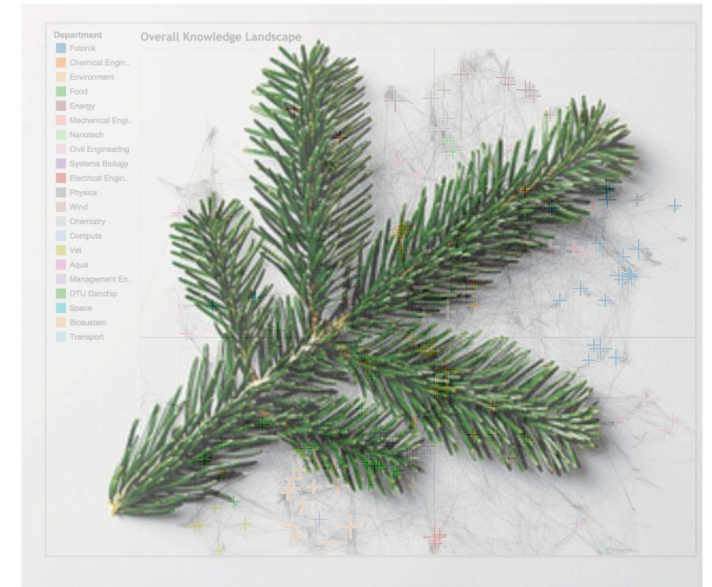 Department
Overall Knowledge Landscape
Fotonik
Chemical Engin..
Environment
Food
Energy
Mechanical Engi..
Nanotech
Civil Engineering
Systems Biology
Electrical Engin..
Physics
Wind
Chemistry
Compute
Vet
Aqua
Management En..
DTU Danchip
Space
Biosustain
Transport